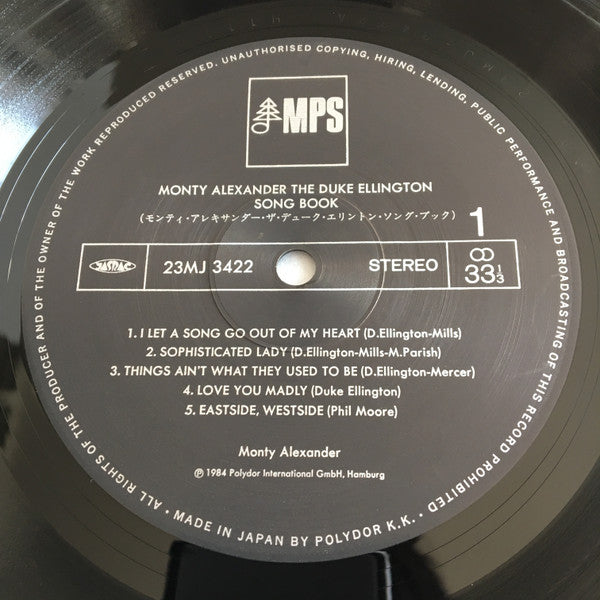 MPS
MONTY ALEXANDER THE DUKE ELLINGTON
SONG BOOK
(モンティ・アレキサンダー・ザ・デューク・エリントン・ソング・ブック)
1
JASRAC
23MJ 3422
STEREO
33 1/3
1. I LET A SONG GO OUT OF MY HEART (D.Ellington-Mills)
2. SOPHISTICATED LADY (D.Ellington-Mills-M.Parish)
3. THINGS AIN'T WHAT THEY USED TO BE (D.Ellington-Mercer)
4. LOVE YOU MADLY (Duke Ellington)
5. EASTSIDE, WESTSIDE (Phil Moore)
Monty Alexander
Ⓟ 1984 Polydor International GmbH, Hamburg
ALL RIGHTS OF THE PRODUCER AND OF THE OWNER OF THE WORK REPRODUCED RESERVED. UNAUTHORISED COPYING, HIRING, LENDING, PUBLIC PERFORMANCE AND BROADCASTING OF THIS RECORD PROHIBITED
• MADE IN JAPAN BY POLYDOR K.K. •